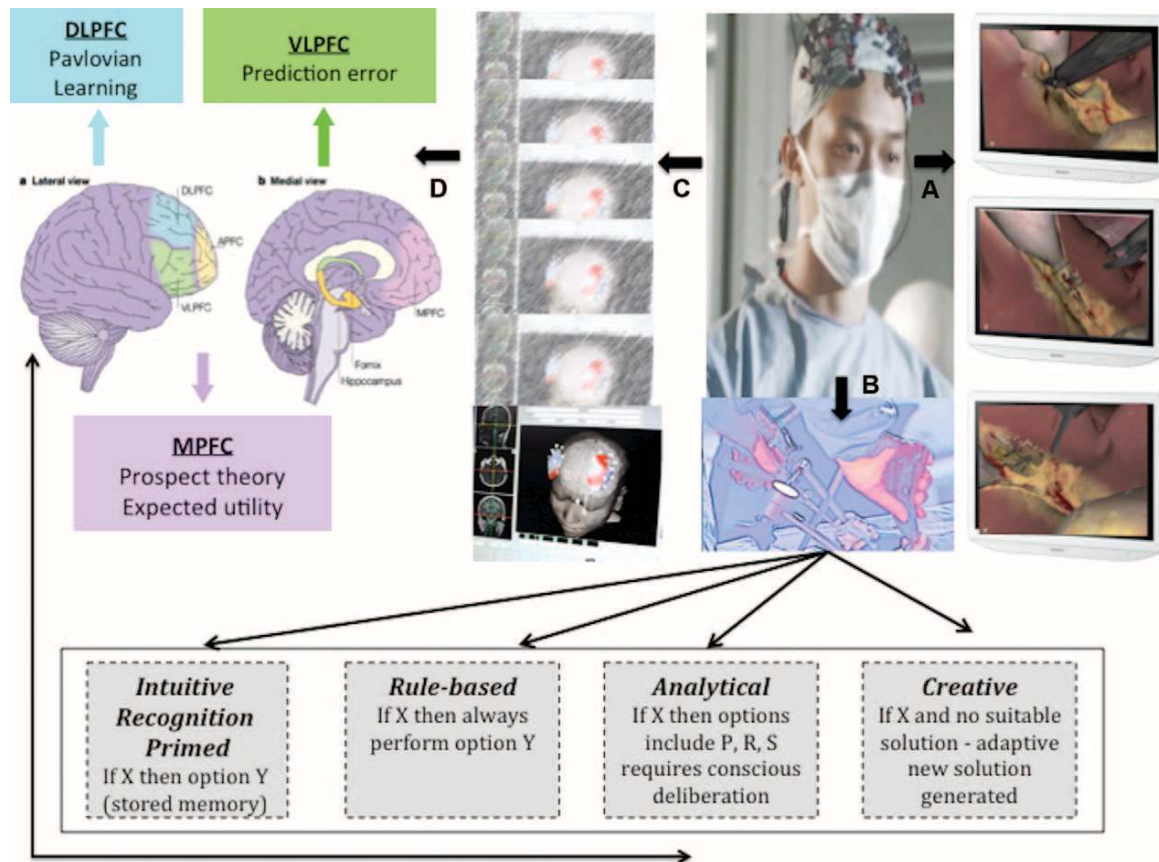 DLPFC
Pavlovian
Learning
VLPFC
Prediction error
D
C
A
B
a Lateral view
b Medial view
DLPFC
APFC
VLPFC
MPFC
Fornix
Hippocampus
MPFC
Prospect theory
Expected utility
Intuitive
Recognition
Primed
If X then option Y
(stored memory)
Rule-based
If X then always
perform option Y
Analytical
If X then options
include P, R, S
requires conscious
deliberation
Creative
If X and no suitable
solution - adaptive
new solution
generated